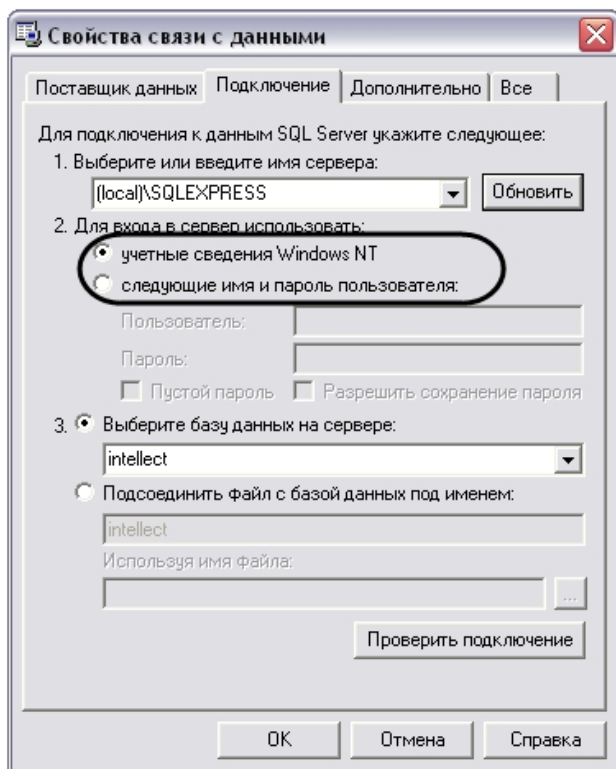 Свойства связи с данными
Поставщик данных Подключение Дополнительно Все
Для подключения к данным SQL Server укажите следующее:
1. Выберите или введите имя сервера:
(local)\SQLEXPRESS Обновить
2. Для входа в сервер использовать:
учетные сведения Windows NT
следующие имя и пароль пользователя:
Пользователь:
Пароль:
Пустой пароль Разрешить сохранение пароля
3. Выберите базу данных на сервере:
intellect
Подсоединить файл с базой данных под именем:
intellect
Используя имя файла:
...
Проверить подключение
ОК Отмена Справка